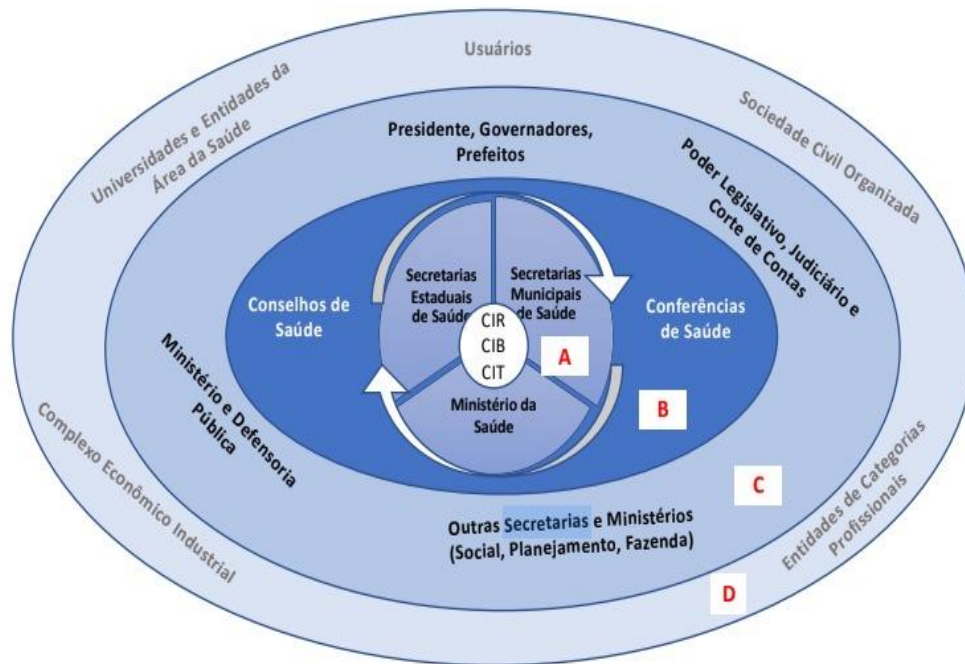 Usuários
Universidades e Entidades da
Área da Saúde
Sociedade Civil Organizada
Presidente, Governadores,
Prefeitos
Poder Legislativo, Judiciário e
Corte de Contas
Secretarias
Estaduais
de Saúde
Secretarias
Municipais
de Saúde
Conselhos de
Saúde
Conferências
de Saúde
CIR
CIB
CIT
A
Ministério da
Saúde
B
Ministério e Defensoria
Pública
C
Complexo Econômico Industrial
Outras Secretarias e Ministérios
(Social, Planejamento, Fazenda)
Entidades de Categorias
Profissionais
D